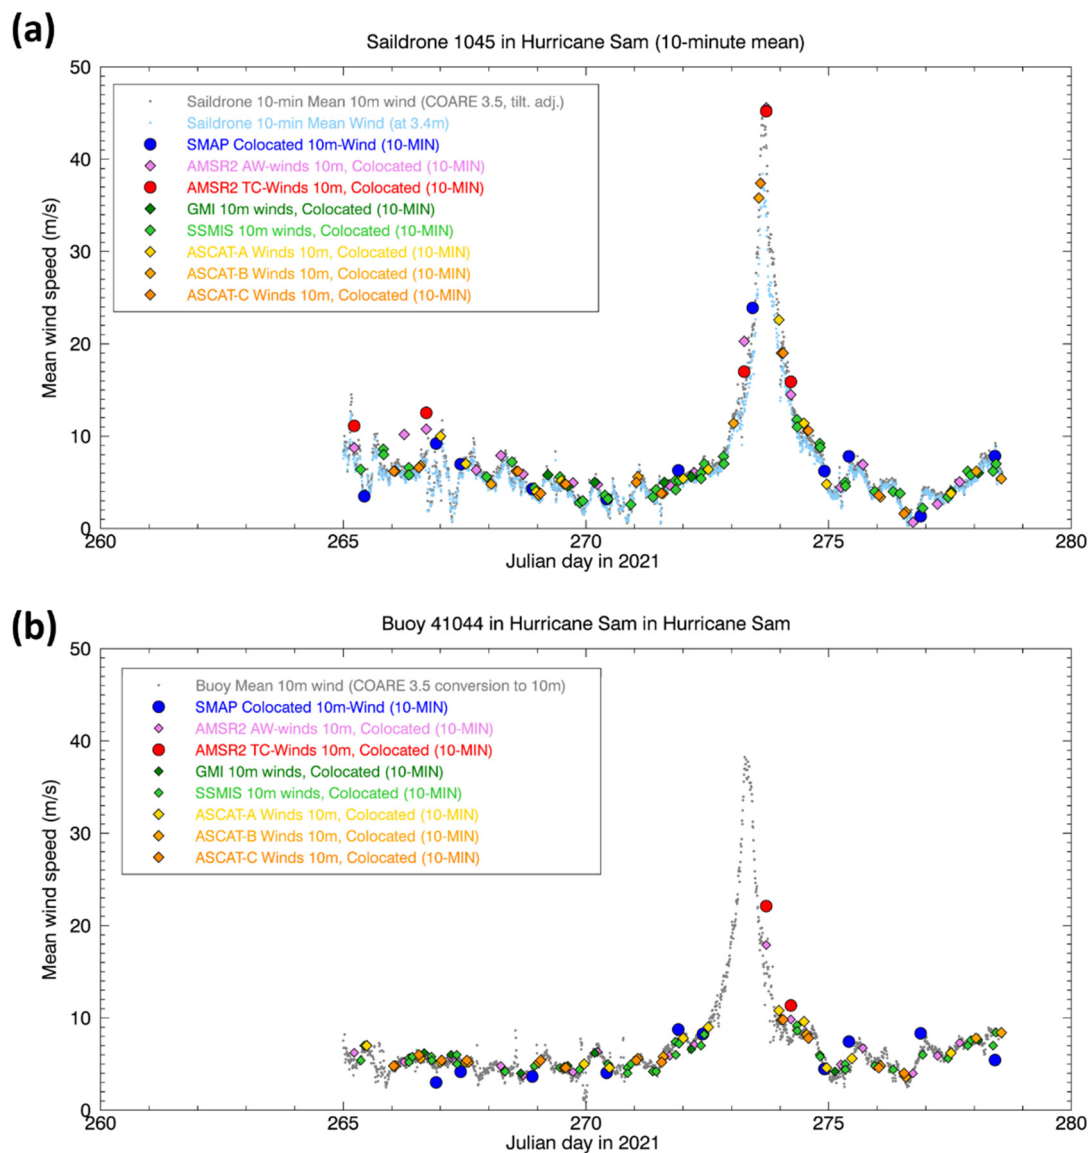 (a)
Saildrone 1045 in Hurricane Sam (10-minute mean)
50
40
30
20
10
0
Mean wind speed (m/s)
Saildrone 10-min Mean 10m wind (COARE 3.5, tilt. adj.)
Saildrone 10-min Mean Wind (at 3.4m)
SMAP Colocated 10m-Wind (10-MIN)
AMSR2 AW-winds 10m, Colocated (10-MIN)
AMSR2 TC-Winds 10m, Colocated (10-MIN)
GMI 10m winds, Colocated (10-MIN)
SSMIS 10m winds, Colocated (10-MIN)
ASCAT-A Winds 10m, Colocated (10-MIN)
ASCAT-B Winds 10m, Colocated (10-MIN)
ASCAT-C Winds 10m, Colocated (10-MIN)
260 265 270 275 280
Julian day in 2021
(b)
Buoy 41044 in Hurricane Sam in Hurricane Sam
50
40
30
20
10
0
Mean wind speed (m/s)
Buoy Mean 10m wind (COARE 3.5 conversion to 10m)
SMAP Colocated 10m-Wind (10-MIN)
AMSR2 AW-winds 10m, Colocated (10-MIN)
AMSR2 TC-Winds 10m, Colocated (10-MIN)
GMI 10m winds, Colocated (10-MIN)
SSMIS 10m winds, Colocated (10-MIN)
ASCAT-A Winds 10m, Colocated (10-MIN)
ASCAT-B Winds 10m, Colocated (10-MIN)
ASCAT-C Winds 10m, Colocated (10-MIN)
260 265 270 275 280
Julian day in 2021